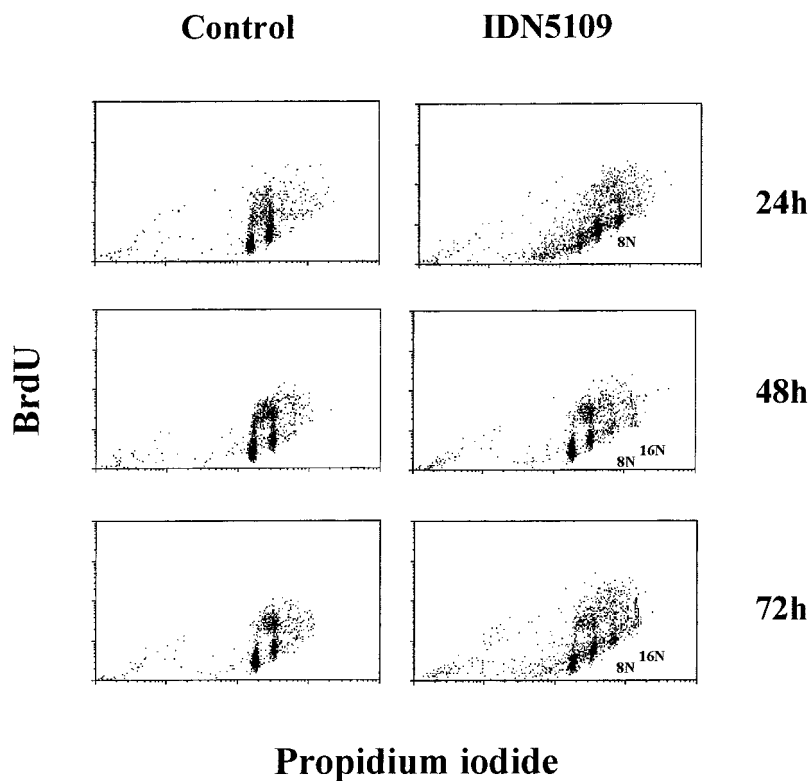 Control IDN5109
24h
8N
BrdU
48h
8N 16N
72h
8N 16N
Propidium iodide